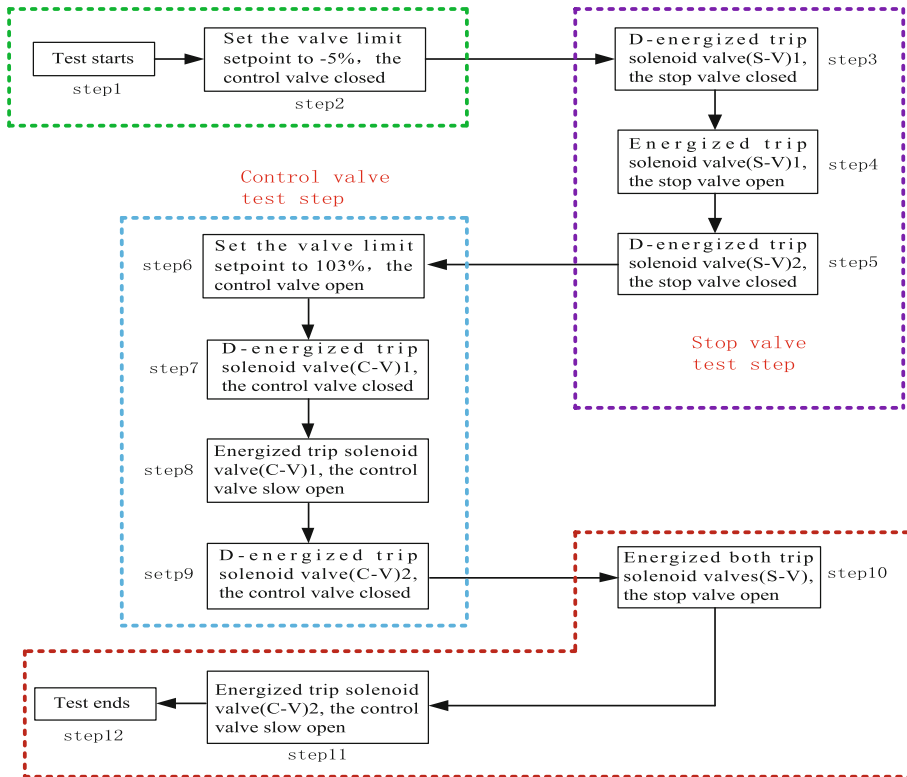 Test starts
step1
Set the valve limit
setpoint to -5%, the
control valve closed
step2
D-energized trip
solenoid valve(S-V)1,
the stop valve closed
step3
Energized trip
solenoid valve(S-V)1,
the stop valve open
step4
D-energized trip
solenoid valve(S-V)2,
the stop valve closed
step5
Stop valve
test step
Control valve
test step
Set the valve limit
setpoint to 103%, the
control valve open
step6
D-energized trip
solenoid valve(C-V)1,
the control valve closed
step7
Energized trip solenoid
valve(C-V)1, the control
valve slow open
step8
D-energized trip
solenoid valve(C-V)2,
the control valve closed
setp9
Energized both trip
solenoid valves(S-V),
the stop valve open
step10
Energized trip solenoid
valve(C-V)2, the control
valve slow open
step11
Test ends
step12